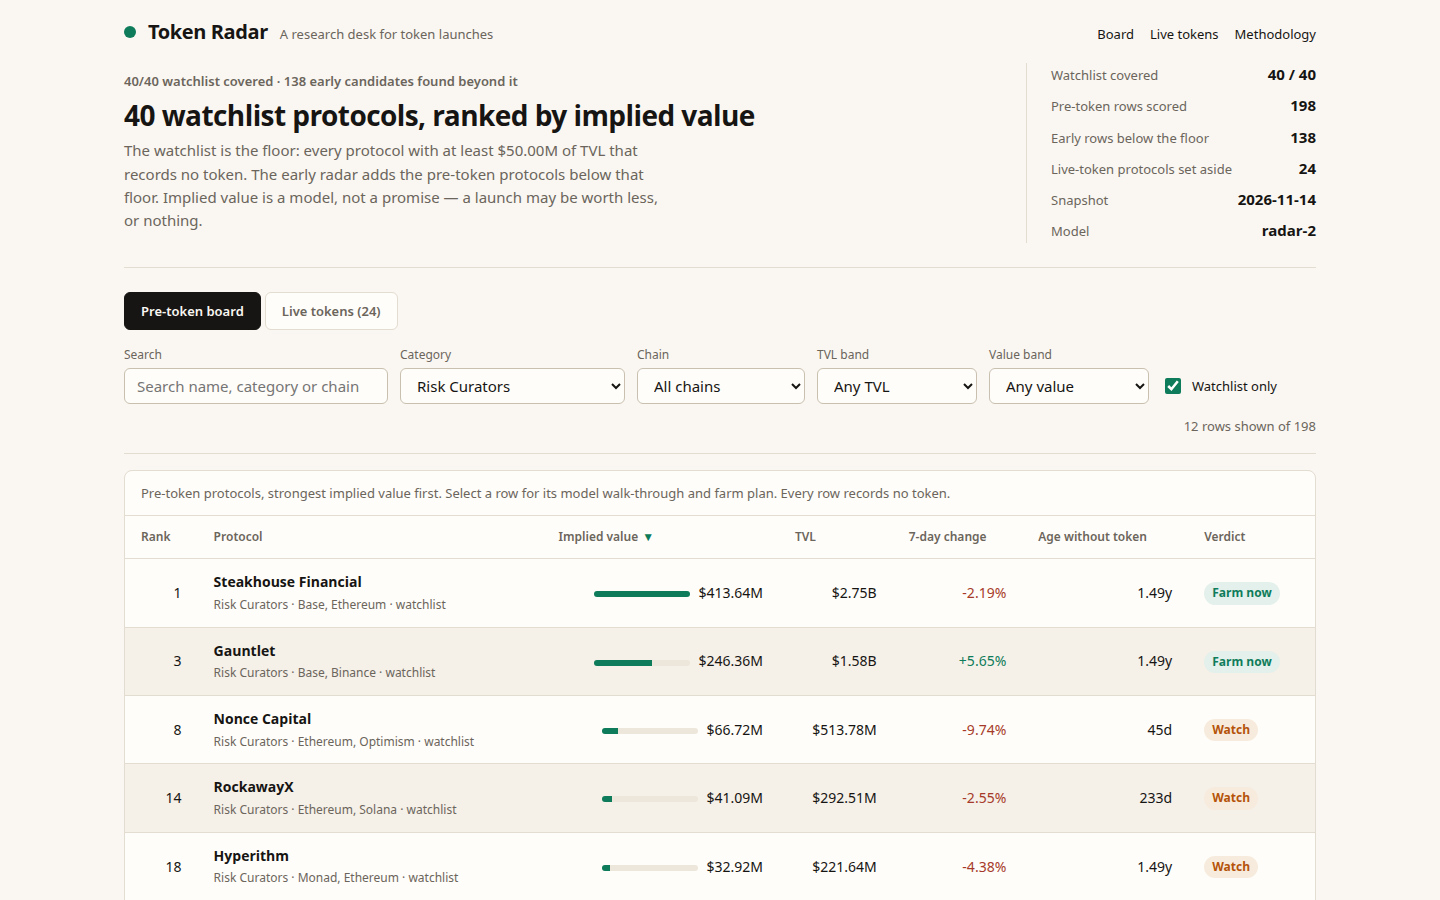 Token Radar A research desk for token launches
Board Live tokens Methodology
40/40 watchlist covered · 138 early candidates found beyond it
40 watchlist protocols, ranked by implied value
The watchlist is the floor: every protocol with at least $50.00M of TVL that
records no token. The early radar adds the pre-token protocols below that
floor. Implied value is a model, not a promise — a launch may be worth less,
or nothing.
Watchlist covered 40 / 40
Pre-token rows scored 198
Early rows below the floor 138
Live-token protocols set aside 24
Snapshot 2026-11-14
Model radar-2
Pre-token board Live tokens (24)
Search Category Chain TVL band Value band
Search name, category or chain Risk Curators All chains Any TVL Any value Watchlist only
12 rows shown of 198
Pre-token protocols, strongest implied value first. Select a row for its model walk-through and farm plan. Every row records no token.
Rank Protocol Implied value ▼ TVL 7-day change Age without token Verdict
1 Steakhouse Financial $413.64M $2.75B -2.19% 1.49y Farm now
Risk Curators · Base, Ethereum · watchlist
3 Gauntlet $246.36M $1.58B +5.65% 1.49y Farm now
Risk Curators · Base, Binance · watchlist
8 Nonce Capital $66.72M $513.78M -9.74% 45d Watch
Risk Curators · Ethereum, Optimism · watchlist
14 RockawayX $41.09M $292.51M -2.55% 233d Watch
Risk Curators · Ethereum, Solana · watchlist
18 Hyperithm $32.92M $221.64M -4.38% 1.49y Watch
Risk Curators · Monad, Ethereum · watchlist